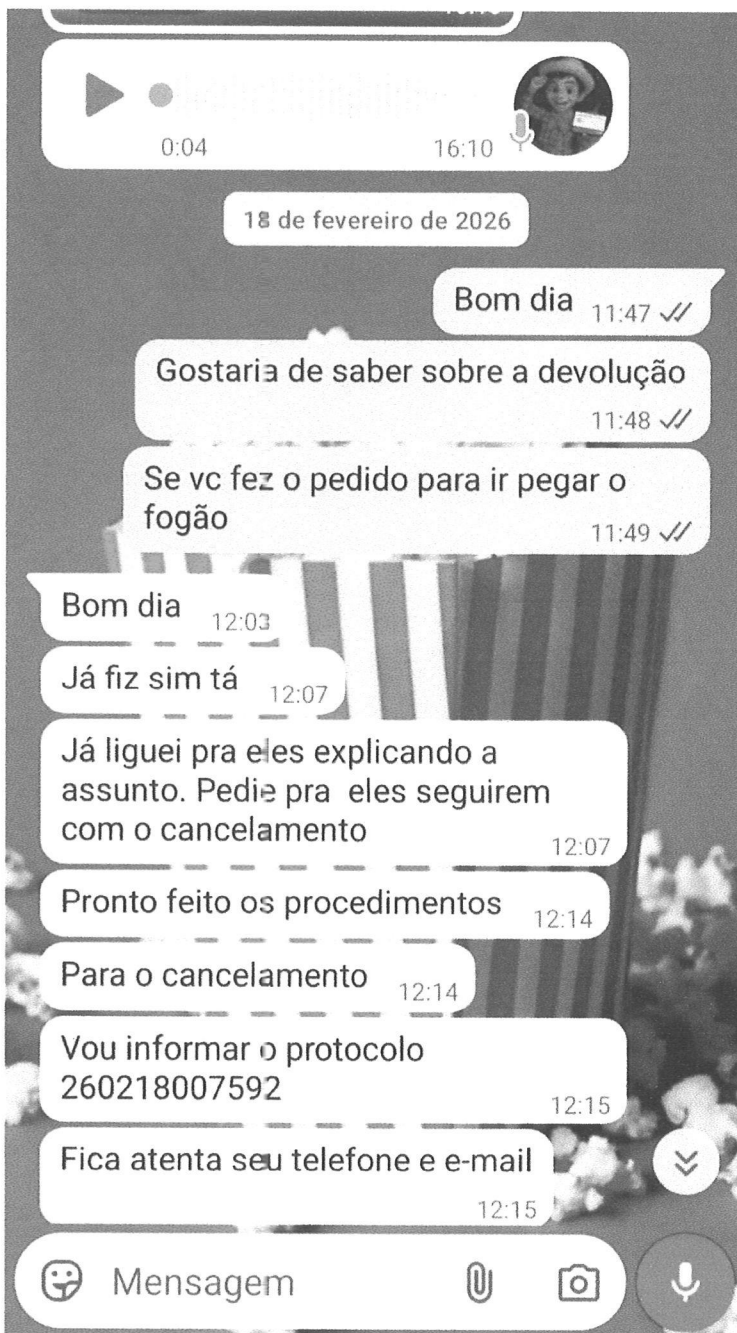 0:04 16:10
18 de fevereiro de 2026
Bom dia 11:47
Gostaria de saber sobre a devolução
11:48
Se vc fez o pedido para ir pegar o
fogão 11:49
Bom dia 12:03
Já fiz sim tá 12:07
Já liguei pra eles explicando a
assunto. Pedie pra eles seguirem
com o cancelamento 12:07
Pronto feito os procedimentos 12:14
Para o cancelamento 12:14
Vou informar o protocolo
260218007592 12:15
Fica atenta seu telefone e e-mail
12:15
Mensagem